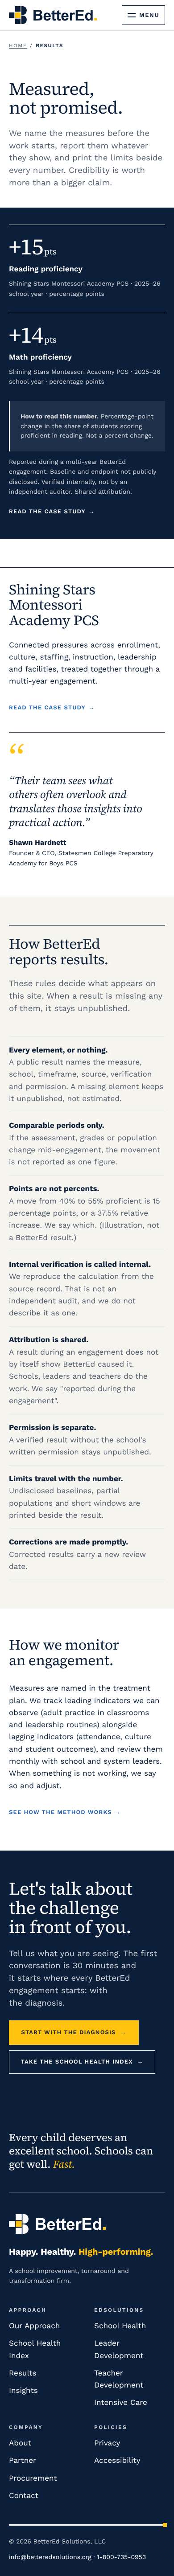 BetterEd.
MENU
HOME / RESULTS
Measured,
not promised.
We name the measures before the
work starts, report them whatever
they show, and print the limits beside
every number. Credibility is worth
more than a bigger claim.
+15pts
Reading proficiency
Shining Stars Montessori Academy PCS · 2025–26
school year · percentage points
+14pts
Math proficiency
Shining Stars Montessori Academy PCS · 2025–26
school year · percentage points
How to read this number. Percentage-point
change in the share of students scoring
proficient in reading. Not a percent change.
Reported during a multi-year BetterEd
engagement. Baseline and endpoint not publicly
disclosed. Verified internally, not by an
independent auditor. Shared attribution.
READ THE CASE STUDY →
Shining Stars
Montessori
Academy PCS
Connected pressures across enrollment,
culture, staffing, instruction, leadership
and facilities, treated together through a
multi-year engagement.
READ THE CASE STUDY →
“
“Their team sees what
others often overlook and
translates those insights into
practical action.”
Shawn Hardnett
Founder & CEO, Statesmen College Preparatory
Academy for Boys PCS
How BetterEd
reports results.
These rules decide what appears on
this site. When a result is missing any
of them, it stays unpublished.
Every element, or nothing.
A public result names the measure,
school, timeframe, source, verification
and permission. A missing element keeps
it unpublished, not estimated.
Comparable periods only.
If the assessment, grades or population
change mid-engagement, the movement
is not reported as one figure.
Points are not percents.
A move from 40% to 55% proficient is 15
percentage points, or a 37.5% relative
increase. We say which. (Illustration, not
a BetterEd result.)
Internal verification is called internal.
We reproduce the calculation from the
source record. That is not an
independent audit, and we do not
describe it as one.
Attribution is shared.
A result during an engagement does not
by itself show BetterEd caused it.
Schools, leaders and teachers do the
work. We say "reported during the
engagement".
Permission is separate.
A verified result without the school's
written permission stays unpublished.
Limits travel with the number.
Undisclosed baselines, partial
populations and short windows are
printed beside the result.
Corrections are made promptly.
Corrected results carry a new review
date.
How we monitor
an engagement.
Measures are named in the treatment
plan. We track leading indicators we can
observe (adult practice in classrooms
and leadership routines) alongside
lagging indicators (attendance, culture
and student outcomes), and review them
monthly with school and system leaders.
When something is not working, we say
so and adjust.
SEE HOW THE METHOD WORKS →
Let's talk about
the challenge
in front of you.
Tell us what you are seeing. The first
conversation is 30 minutes and
it starts where every BetterEd
engagement starts: with
the diagnosis.
START WITH THE DIAGNOSIS →
TAKE THE SCHOOL HEALTH INDEX →
Every child deserves an
excellent school. Schools can
get well. Fast.
BetterEd.
Happy. Healthy. High-performing.
A school improvement, turnaround and
transformation firm.
APPROACH
Our Approach
School Health
Index
Results
Insights
EDSOLUTIONS
School Health
Leader
Development
Teacher
Development
Intensive Care
COMPANY
About
Partner
Procurement
Contact
POLICIES
Privacy
Accessibility
© 2026 BetterEd Solutions, LLC
info@betteredsolutions.org · 1-800-735-0953